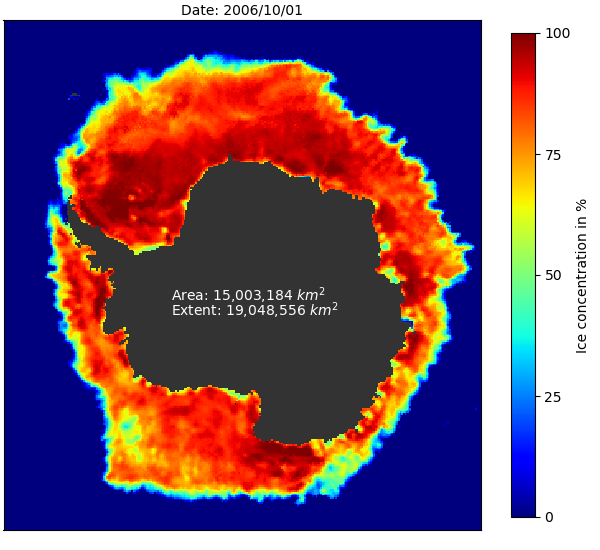 Date: 2006/10/01
100
75
50
25
0
Ice concentration in %
Area: 15,003,184 km²
Extent: 19,048,556 km²